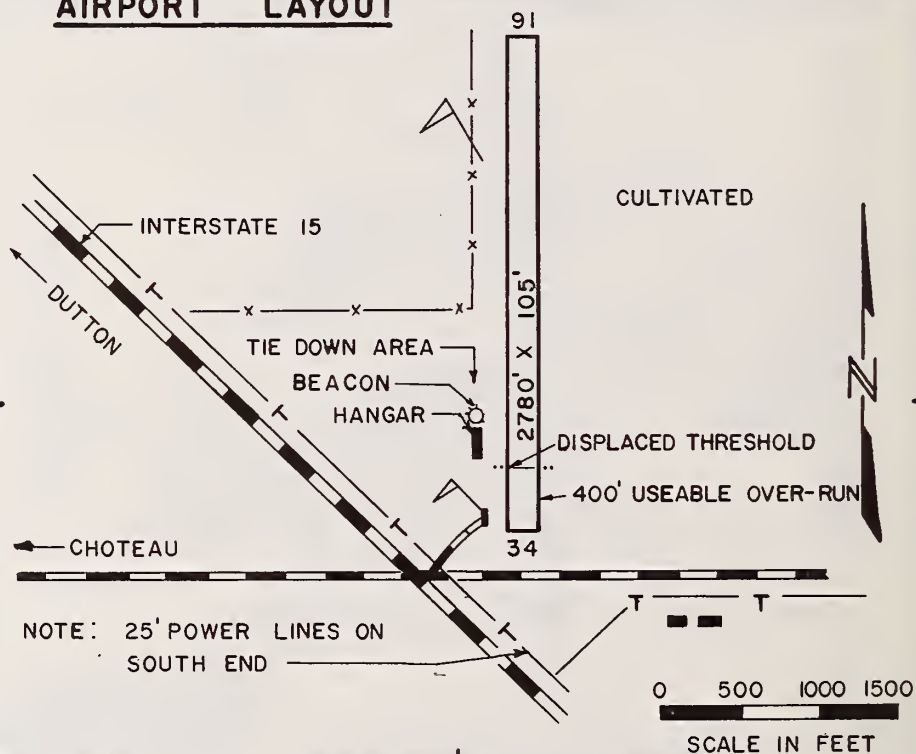 AIRPORT LAYOUT
91
CULTIVATED
INTERSTATE 15
DUTTON
2780' X 105'
TIE DOWN AREA
BEACON
HANGAR
N
DISPLACED THRESHOLD
400' USEABLE OVER-RUN
34
CHOTEAU
T
T
T
T
T
T
NOTE: 25' POWER LINES ON
SOUTH END
0 500 1000 1500
SCALE IN FEET